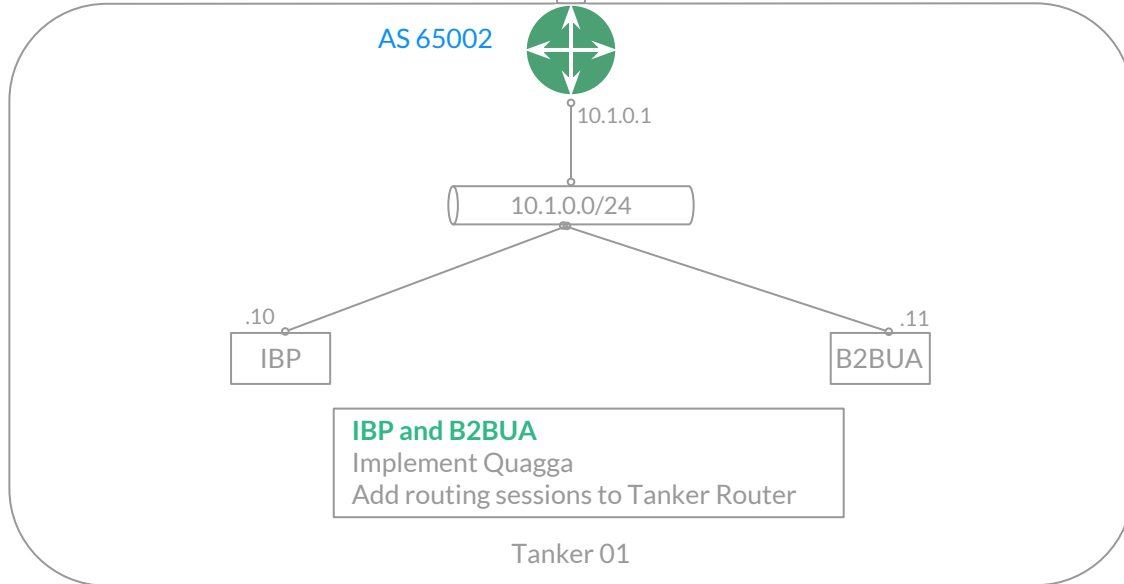 AS 65002
10.1.0.1
10.1.0.0/24
.10
.11
IBP
B2BUA
IBP and B2BUA
Implement Quagga
Add routing sessions to Tanker Router
Tanker 01